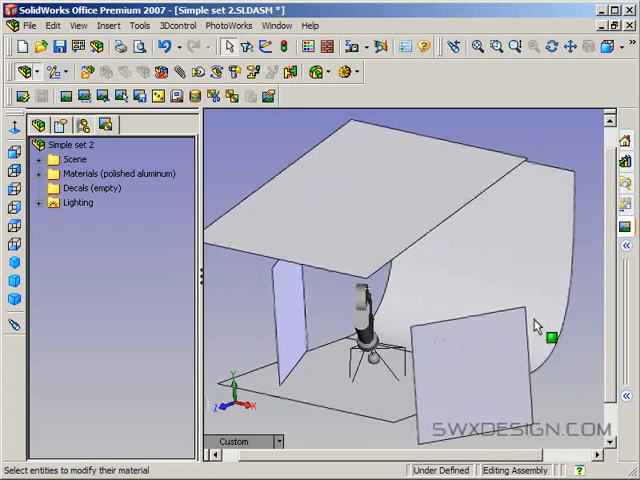 SolidWorks Office Premium 2007 - [Simple set 2.SLDASM *]
File Edit View Insert Tools Toolbox 3Dcontrol PhotoWorks Window Help
Simple set 2
Scene
Materials (polished aluminum)
Decals (empty)
Lighting
Y
Z
X
SWXDESIGN.COM
Custom
Select entities to modify their material
Under Defined
Editing Assembly